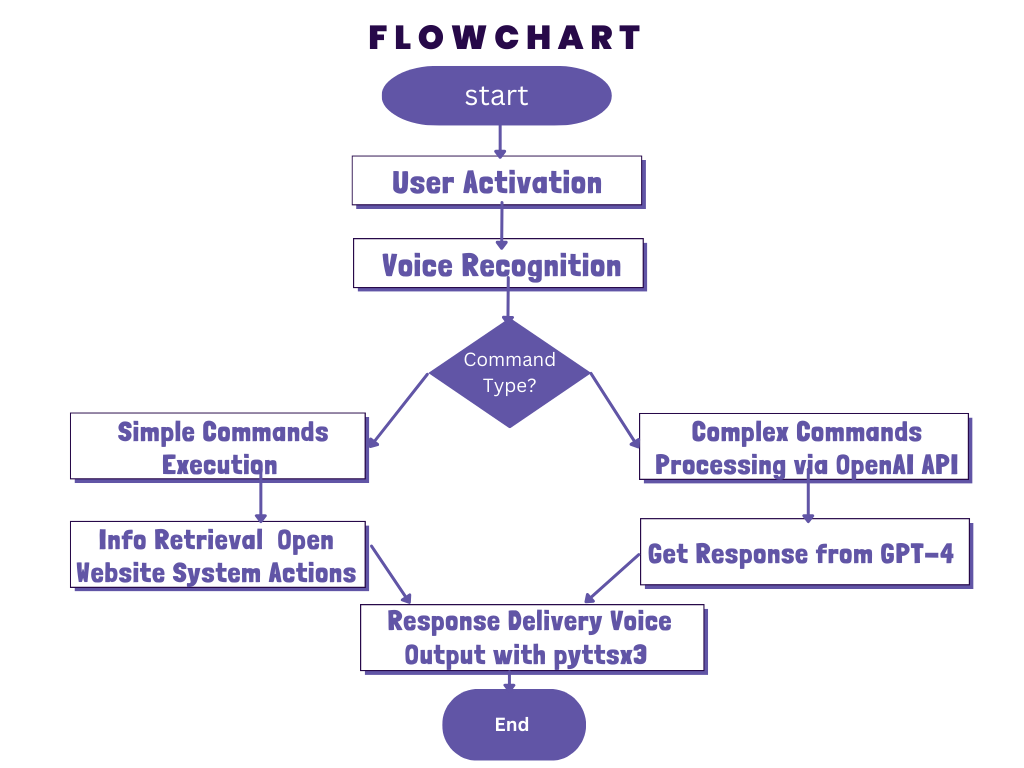 FLOWCHART
start
User Activation
Voice Recognition
Command
Type?
Simple Commands
Execution
Complex Commands
Processing via OpenAI API
Info Retrieval  Open
Website System Actions
Get Response from GPT-4
Response Delivery Voice
Output with pyttsx3
End